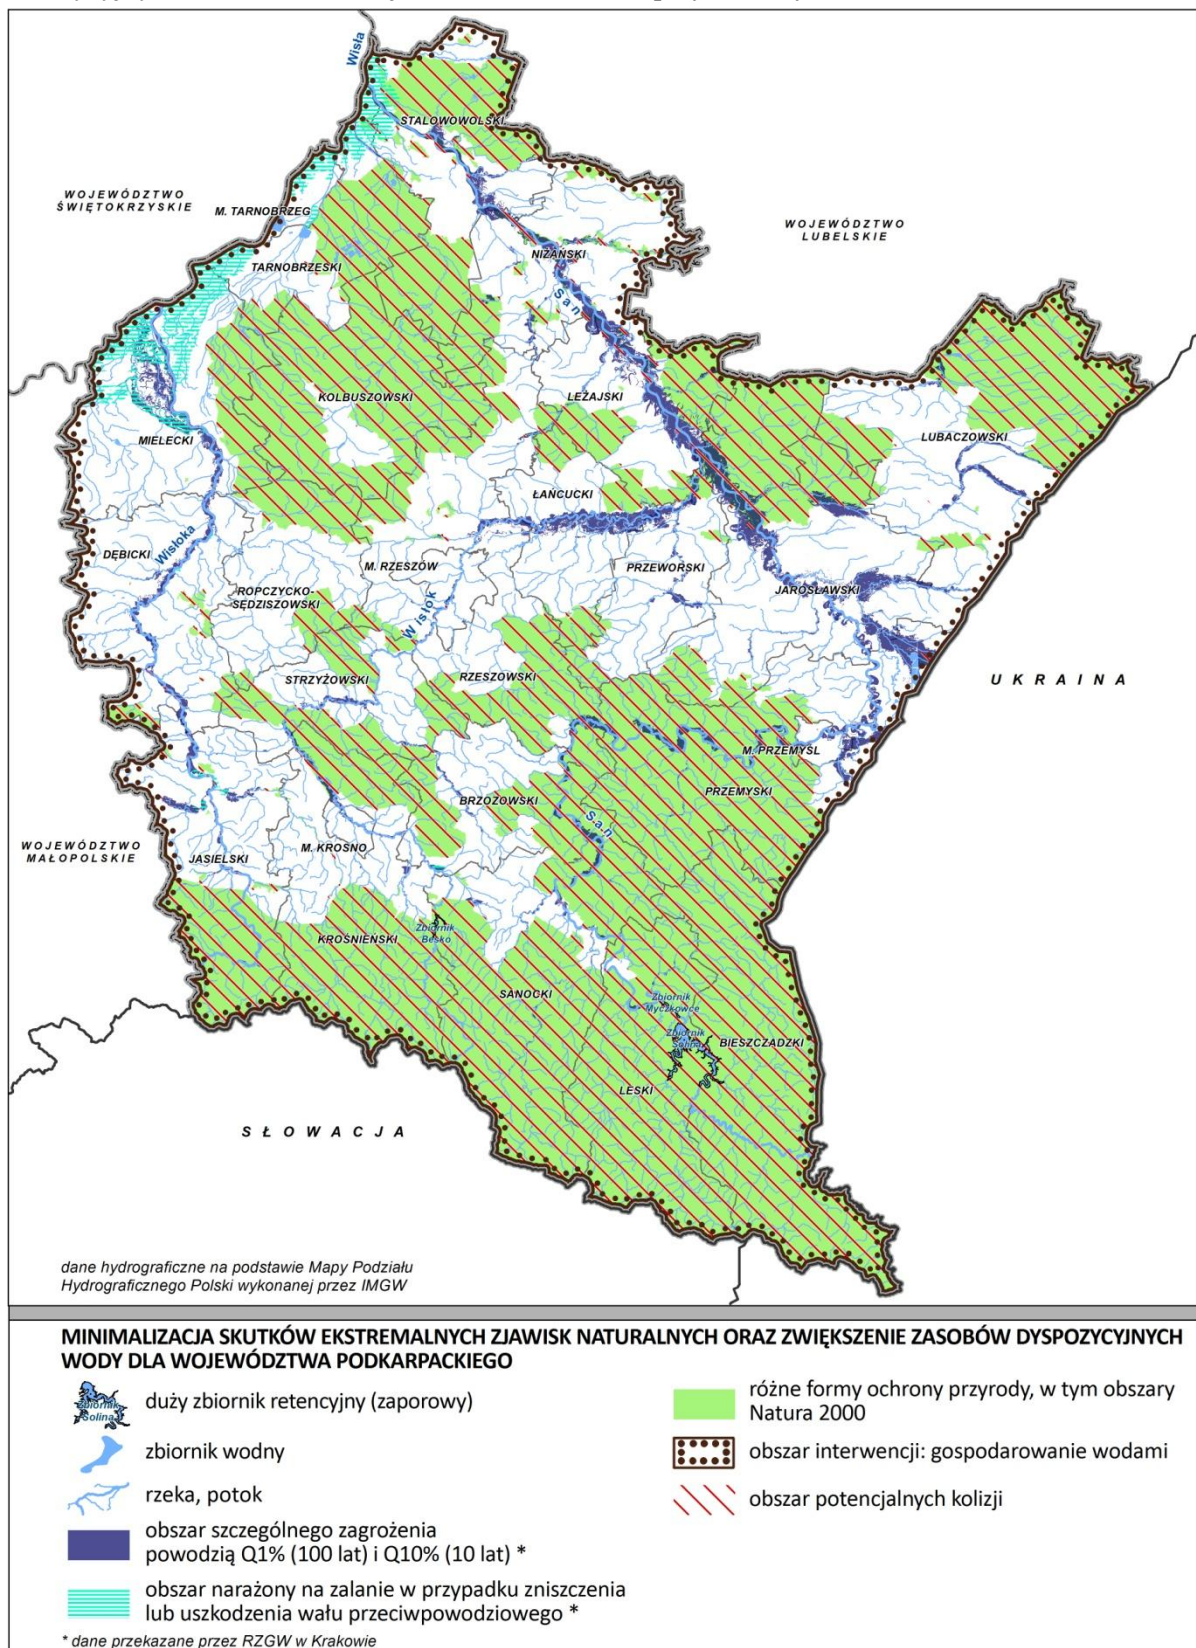 Wisła
STALOWOWOLSKI
WOJEWÓDZTWO
ŚWIĘTOKRZYSKIE
M. TARNOBRZEG
WOJEWÓDZTWO
LUBELSKIE
TARNOBRZESKI
NIŻAŃSKI
San
KOLBUSZOWSKI
LEŻAJSKI
MIELECKI
LUBACZOWSKI
ŁAŃCUCKI
Wisłoka
DĘBICKI
M. RZESZÓW
PRZEWORSKI
ROPCZYCKO-
SĘDZISZOWSKI
JAROSŁAWSKI
Wisłok
STRZYŻOWSKI
RZESZOWSKI
UKRAINA
M. PRZEMYŚL
PRZEMYSKI
BRZOZOWSKI
San
WOJEWÓDZTWO
MAŁOPOLSKIE
JASIELSKI
M. KROSNO
KROŚNIEŃSKI
Zbiornik
Besko
SANOCKI
Zbiornik
Myczkowce
Zbiornik
Solina
BIESZCZADZKI
LESKI
SŁOWACJA
dane hydrograficzne na podstawie Mapy Podziału
Hydrograficznego Polski wykonanej przez IMGW
MINIMALIZACJA SKUTKÓW EKSTREMALNYCH ZJAWISK NATURALNYCH ORAZ ZWIĘKSZENIE ZASOBÓW DYSPOZYCYJNYCH
WODY DLA WOJEWÓDZTWA PODKARPACKIEGO
Zbiornik
Solina
duży zbiornik retencyjny (zaporowy)
zbiornik wodny
rzeka, potok
obszar szczególnego zagrożenia
powodzią Q1% (100 lat) i Q10% (10 lat) *
obszar narażony na zalanie w przypadku zniszczenia
lub uszkodzenia wału przeciwpowodziowego *
* dane przekazane przez RZGW w Krakowie
różne formy ochrony przyrody, w tym obszary
Natura 2000
obszar interwencji: gospodarowanie wodami
obszar potencjalnych kolizji